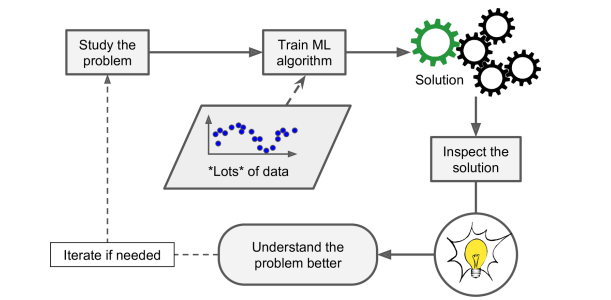 Study the
problem
Train ML
algorithm
Solution
*Lots* of data
Inspect the
solution
Understand the
problem better
Iterate if needed